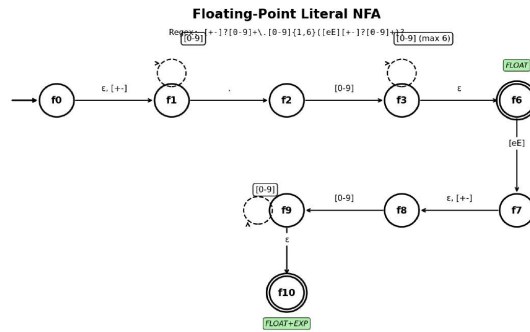 Floating-Point Literal NFA
Regex: [+-]?[0-9]+\.[0-9]{1,6}([eE][+-]?[0-9]+)?
[0-9]
[0-9] (max 6)
FLOAT
f0
ε, [+-]
f1
.
f2
[0-9]
f3
ε
f6
[eE]
[0-9]
f9
[0-9]
f8
ε, [+-]
f7
ε
f10
FLOAT+EXP